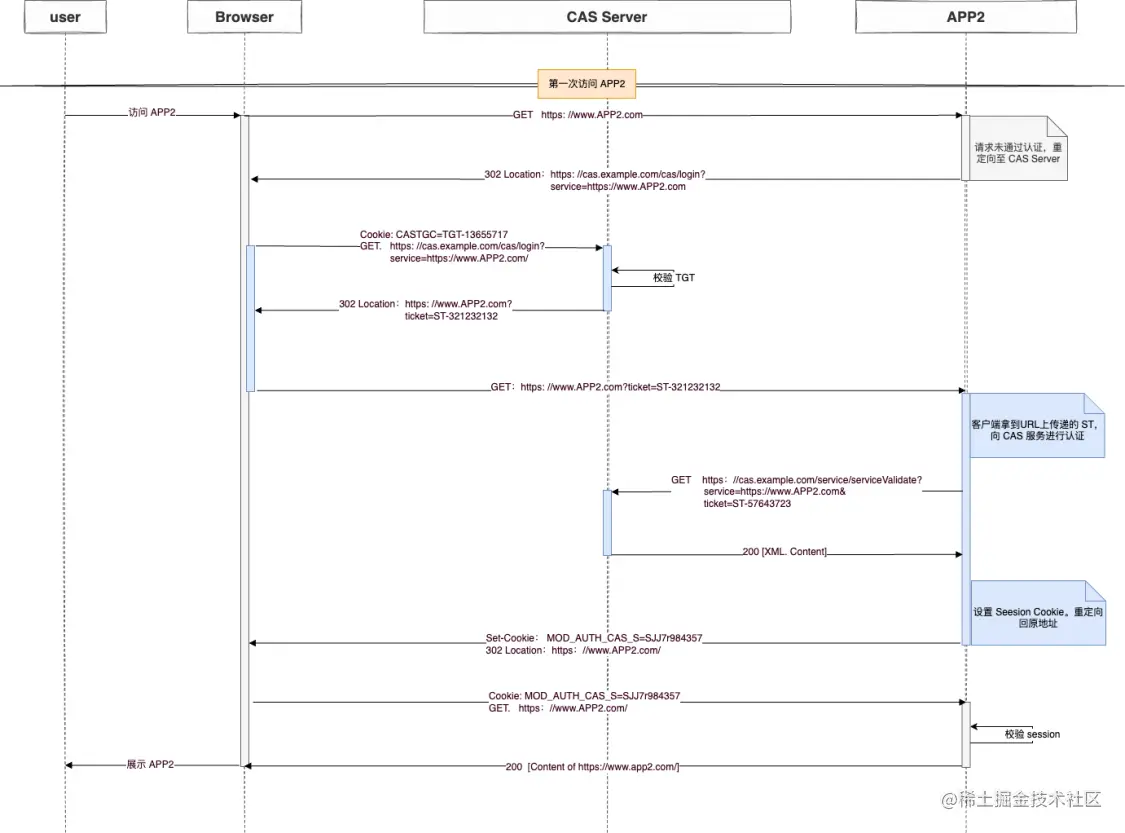 user
Browser
CAS Server
APP2
第一次访问 APP2
访问 APP2
GET https: //www.APP2.com
请求未通过认证，重
定向至 CAS Server
302 Location： https: //cas.example.com/cas/login?
service=https://www.APP2.com
Cookie: CASTGC=TGT-13655717
GET. https: //cas.example.com/cas/login?
service=https://www.APP2.com/
校验 TGT
302 Location： https: //www.APP2.com?
ticket=ST-321232132
GET：https: //www.APP2.com?ticket=ST-321232132
客户端拿到URL上传递的 ST，
向 CAS 服务进行认证
GET https：//cas.example.com/service/serviceValidate?
service=https://www.APP2.com&
ticket=ST-57643723
200 [XML. Content]
设置 Seesion Cookie。重定向
回原地址
Set-Cookie： MOD_AUTH_CAS_S=SJJ7r984357
302 Location：https：//www.APP2.com/
Cookie: MOD_AUTH_CAS_S=SJJ7r984357
GET. https：//www.APP2.com/
校验 session
展示 APP2
200 [Content of https://www.app2.com/]
@稀土掘金技术社区